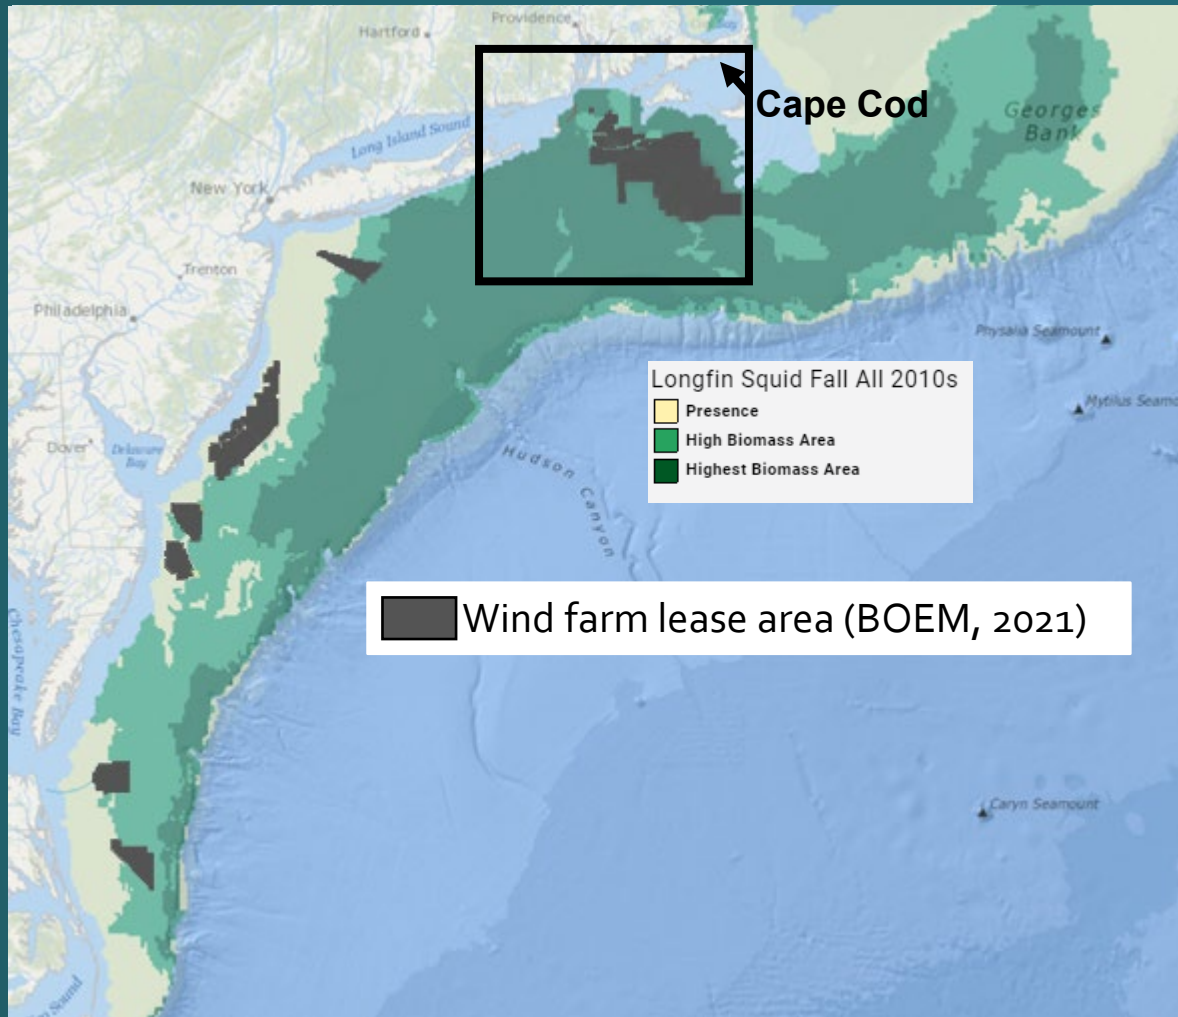 Providence
Hartford
Cape Cod
Georges
Bank
Long Island Sound
New York
Trenton
Philadelphia
Physalia Seamount
Longfin Squid Fall All 2010s
Presence
High Biomass Area
Highest Biomass Area
Mytilus Seamo
Dover
Delaware
Bay
Hudson Canyon
Wind farm lease area (BOEM, 2021)
Chesapeake Bay
Caryn Seamount
Sound